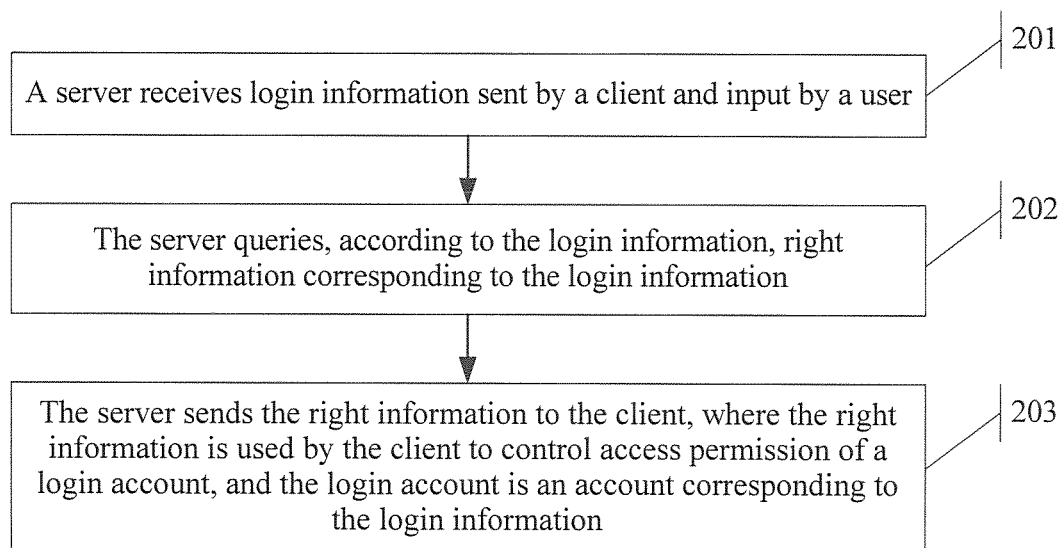 201
A server receives login information sent by a client and input by a user
202
The server queries, according to the login information, right
information corresponding to the login information
203
The server sends the right information to the client, where the right
information is used by the client to control access permission of a
login account, and the login account is an account corresponding to
the login information